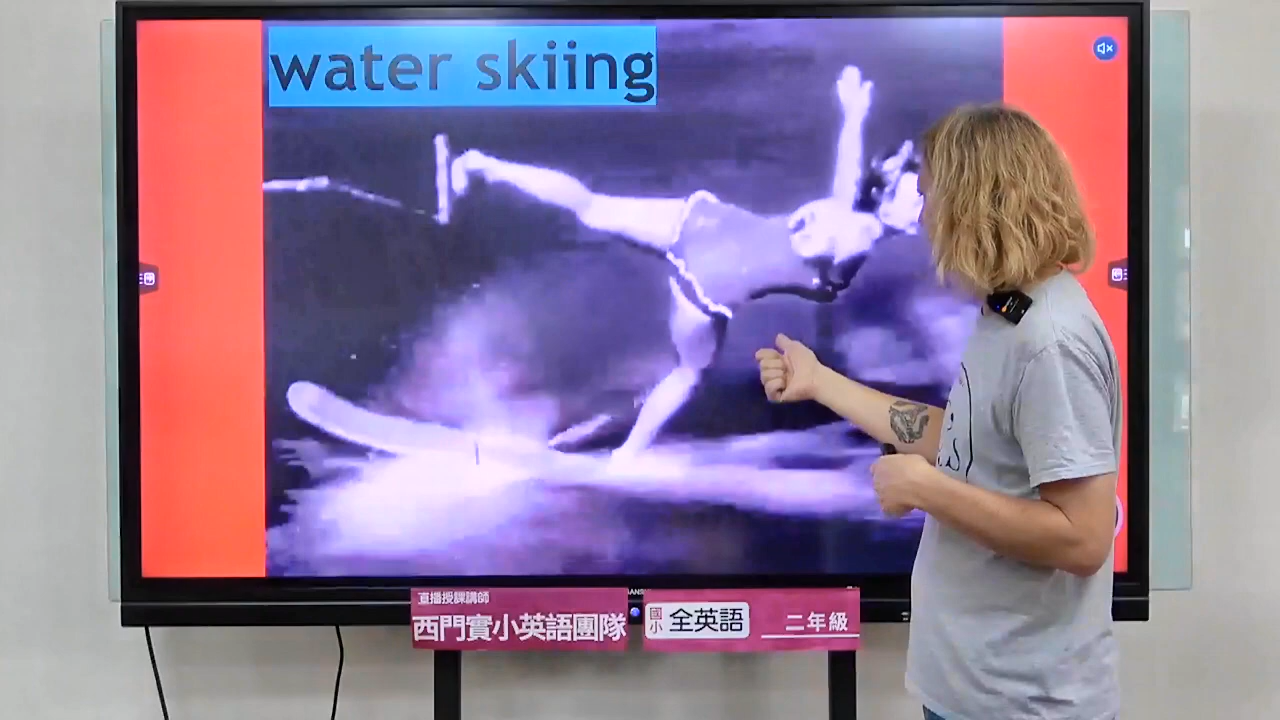 water skiing
直播授課講師
西門實小英語團隊
國小
全英語
二年級